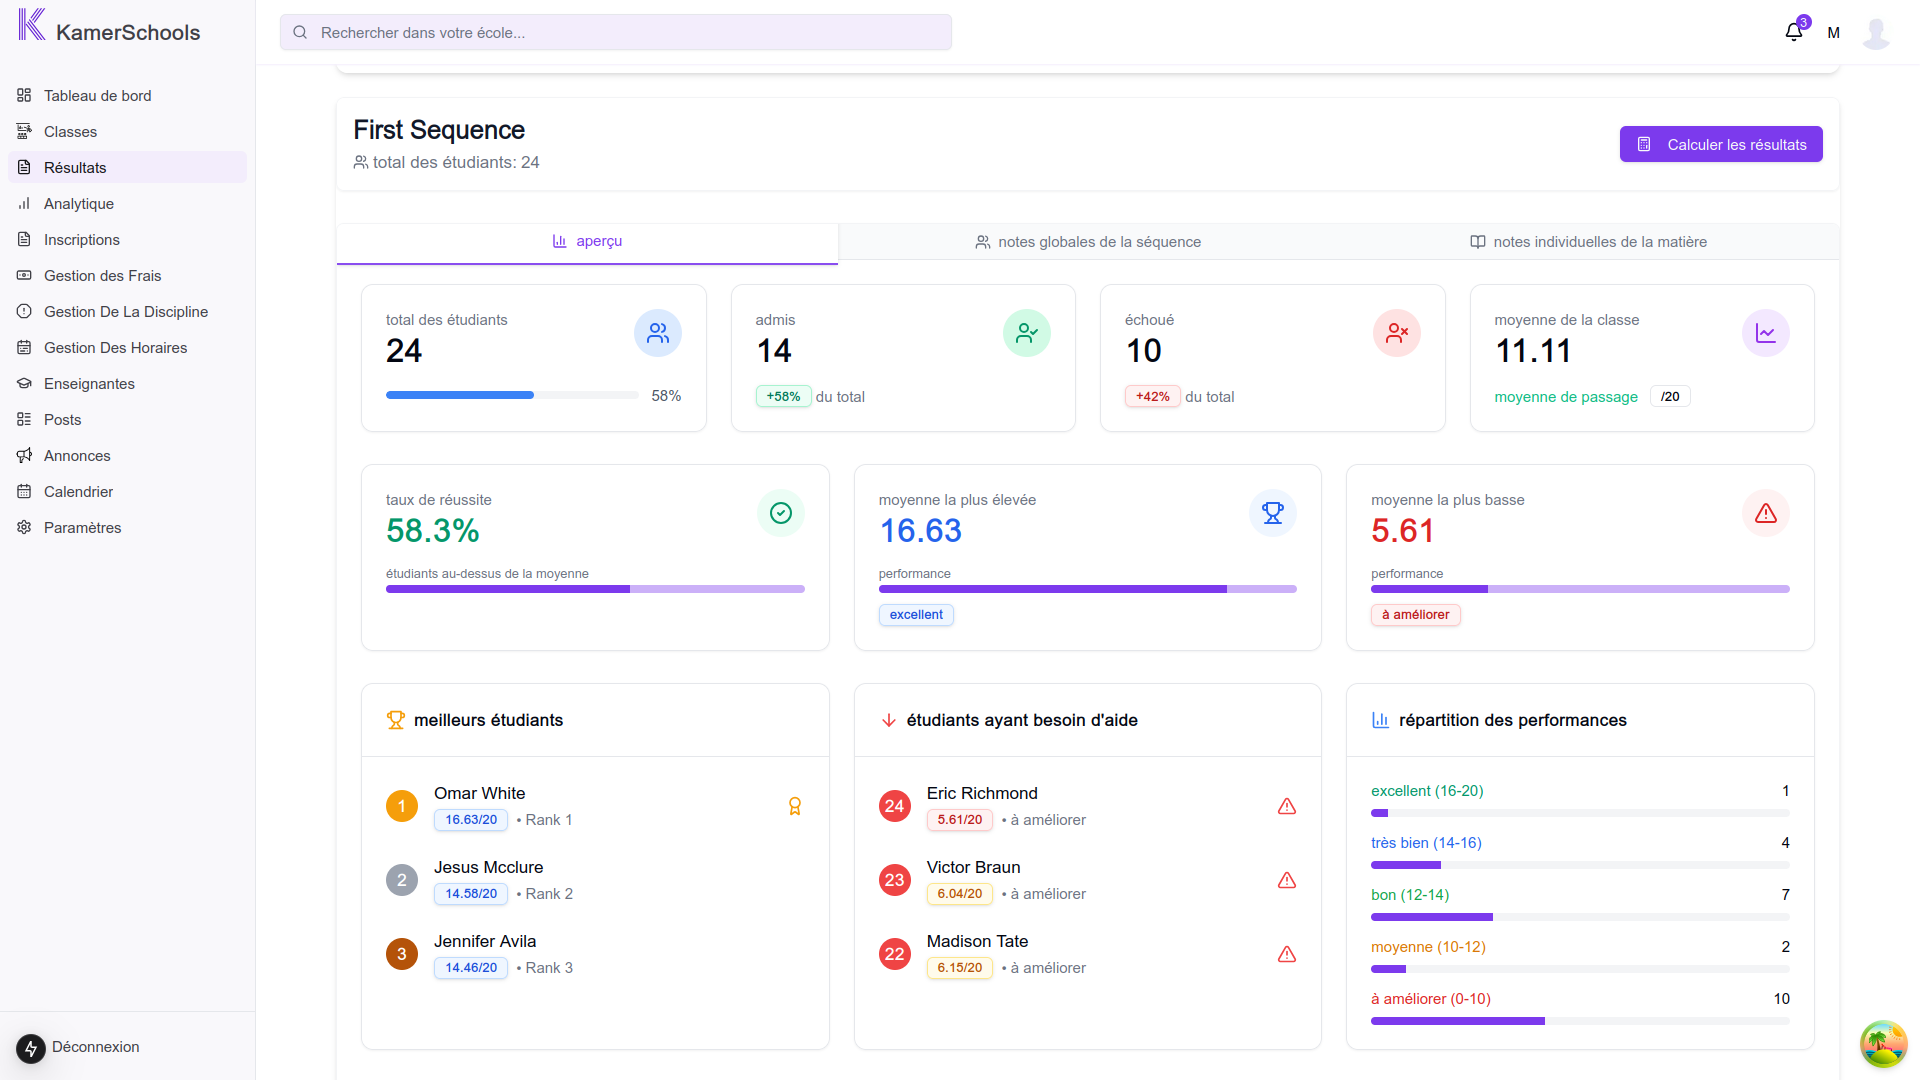 KamerSchools
Rechercher dans votre école...
3
M
Tableau de bord
Classes
Résultats
Analytique
Inscriptions
Gestion des Frais
Gestion De La Discipline
Gestion Des Horaires
Enseignantes
Posts
Annonces
Calendrier
Paramètres
Déconnexion
First Sequence
total des étudiants: 24
Calculer les résultats
aperçu
notes globales de la séquence
notes individuelles de la matière
total des étudiants
24
58%
admis
14
+58% du total
échoué
10
+42% du total
moyenne de la classe
11.11
moyenne de passage /20
taux de réussite
58.3%
étudiants au-dessus de la moyenne
moyenne la plus élevée
16.63
performance
excellent
moyenne la plus basse
5.61
performance
à améliorer
meilleurs étudiants
1
Omar White
16.63/20 • Rank 1
2
Jesus Mcclure
14.58/20 • Rank 2
3
Jennifer Avila
14.46/20 • Rank 3
étudiants ayant besoin d'aide
24
Eric Richmond
5.61/20 • à améliorer
23
Victor Braun
6.04/20 • à améliorer
22
Madison Tate
6.15/20 • à améliorer
répartition des performances
excellent (16-20) 1
très bien (14-16) 4
bon (12-14) 7
moyenne (10-12) 2
à améliorer (0-10) 10